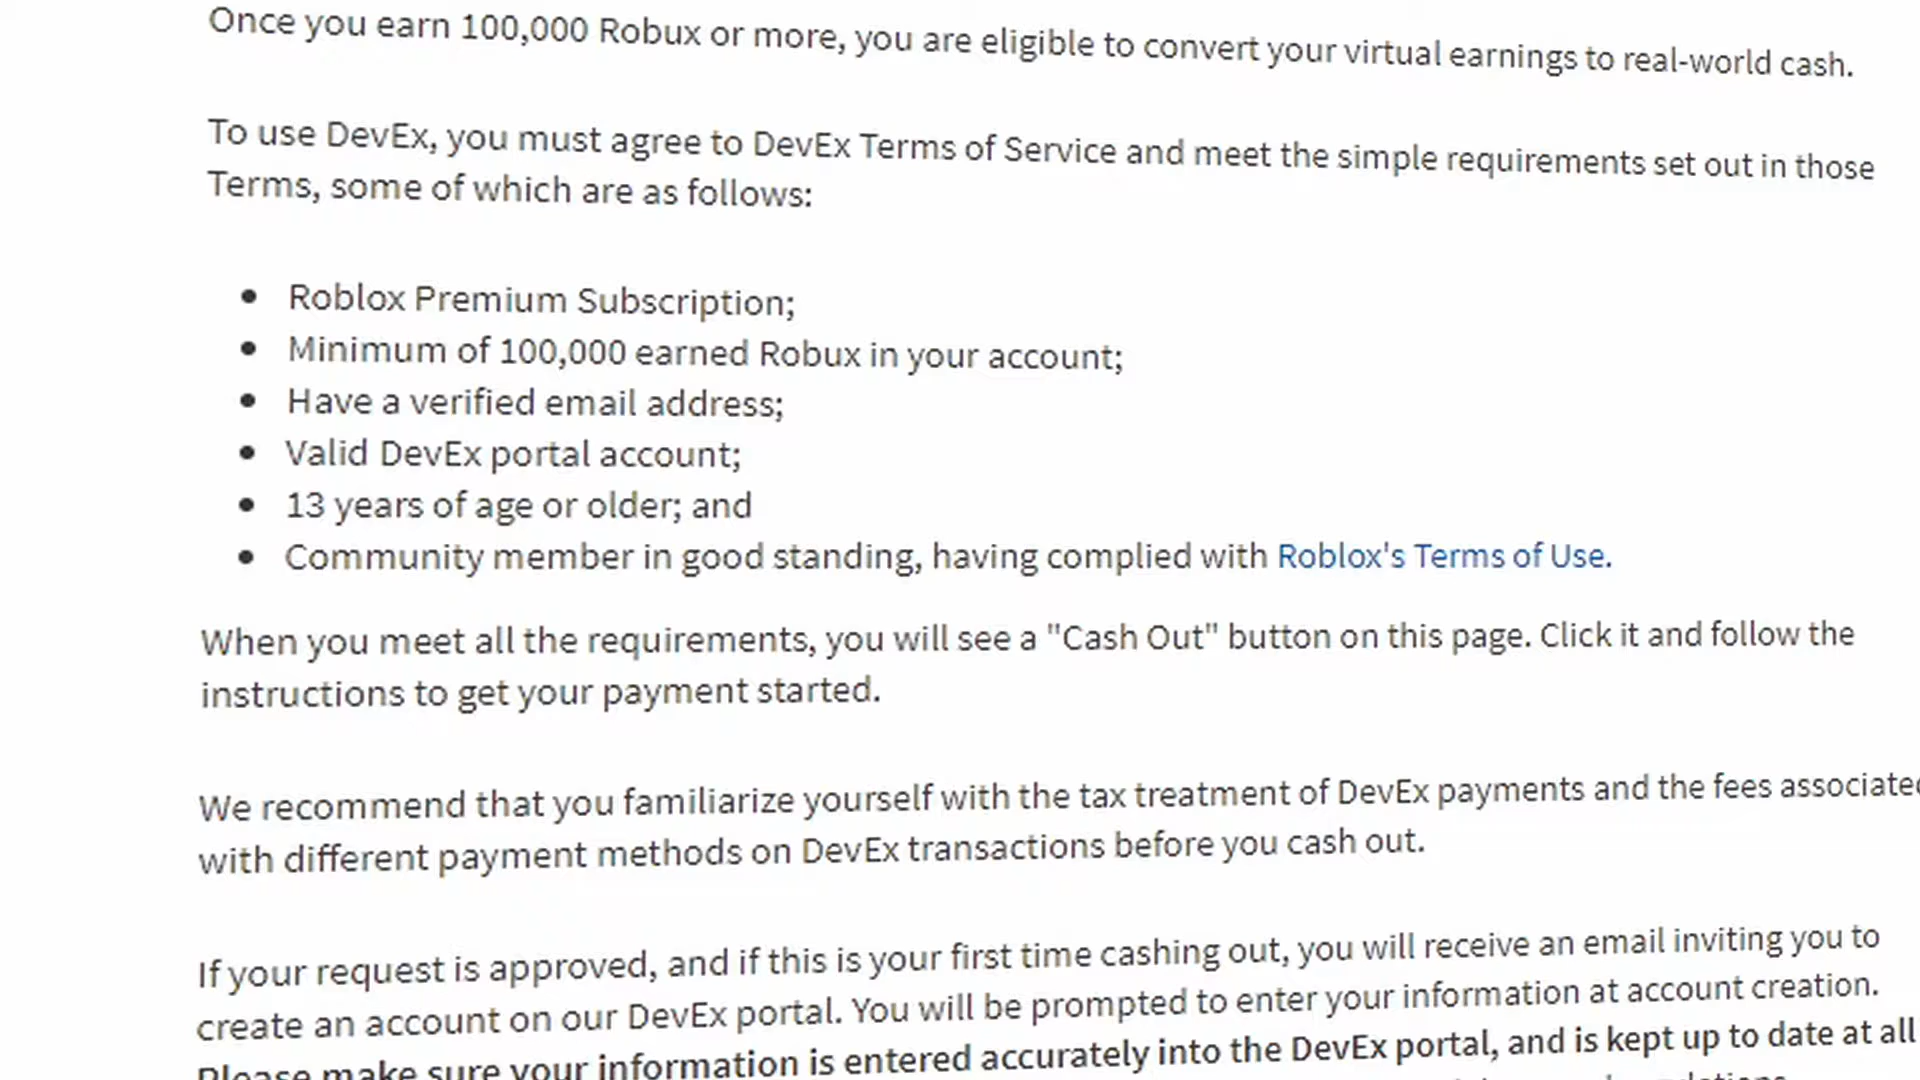 Once you earn 100,000 Robux or more, you are eligible to convert your virtual earnings to real-world cash.
To use DevEx, you must agree to DevEx Terms of Service and meet the simple requirements set out in those
Terms, some of which are as follows:
• Roblox Premium Subscription;
• Minimum of 100,000 earned Robux in your account;
• Have a verified email address;
• Valid DevEx portal account;
• 13 years of age or older; and
• Community member in good standing, having complied with Roblox's Terms of Use.
When you meet all the requirements, you will see a "Cash Out" button on this page. Click it and follow the
instructions to get your payment started.
We recommend that you familiarize yourself with the tax treatment of DevEx payments and the fees associated
with different payment methods on DevEx transactions before you cash out.
If your request is approved, and if this is your first time cashing out, you will receive an email inviting you to
create an account on our DevEx portal. You will be prompted to enter your information at account creation.
Please make sure your information is entered accurately into the DevEx portal, and is kept up to date at all